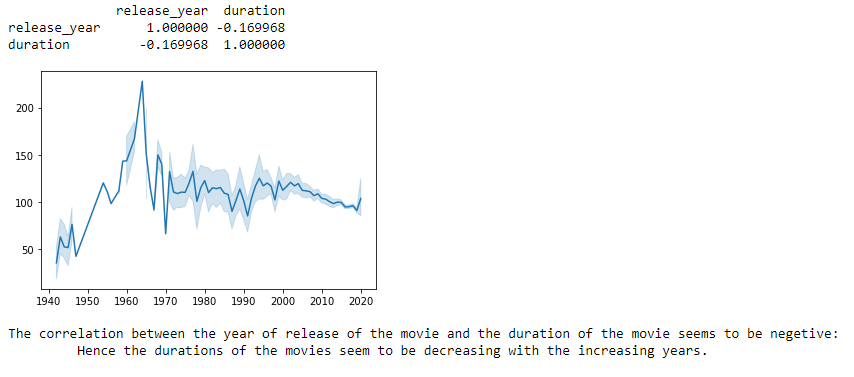 release_year duration
release_year 1.000000 -0.169968
duration -0.169968 1.000000
200
150
100
50
1940 1950 1960 1970 1980 1990 2000 2010 2020
The correlation between the year of release of the movie and the duration of the movie seems to be negetive:
Hence the durations of the movies seem to be decreasing with the increasing years.